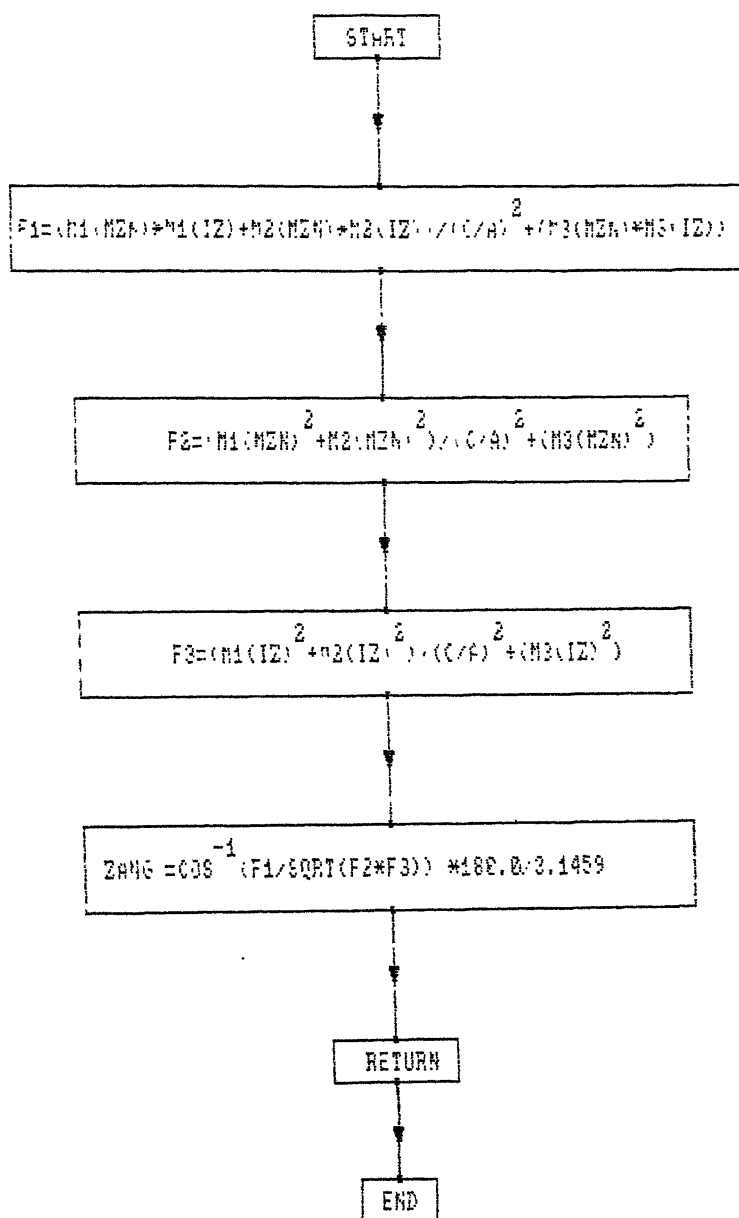 START
F1=(M1(MZN)*M1(IZ)+M2(MZN)*M2(IZ))/(C/A)^2+(M3(MZN)*M3(IZ))
F2=(M1(MZN)^2+M2(MZN)^2)/(C/A)^2+(M3(MZN)^2)
F3=(M1(IZ)^2+M2(IZ)^2)/(C/A)^2+(M3(IZ)^2)
ZANG =COS^-1(F1/SQRT(F2*F3)) *180.0/3.1459
RETURN
END